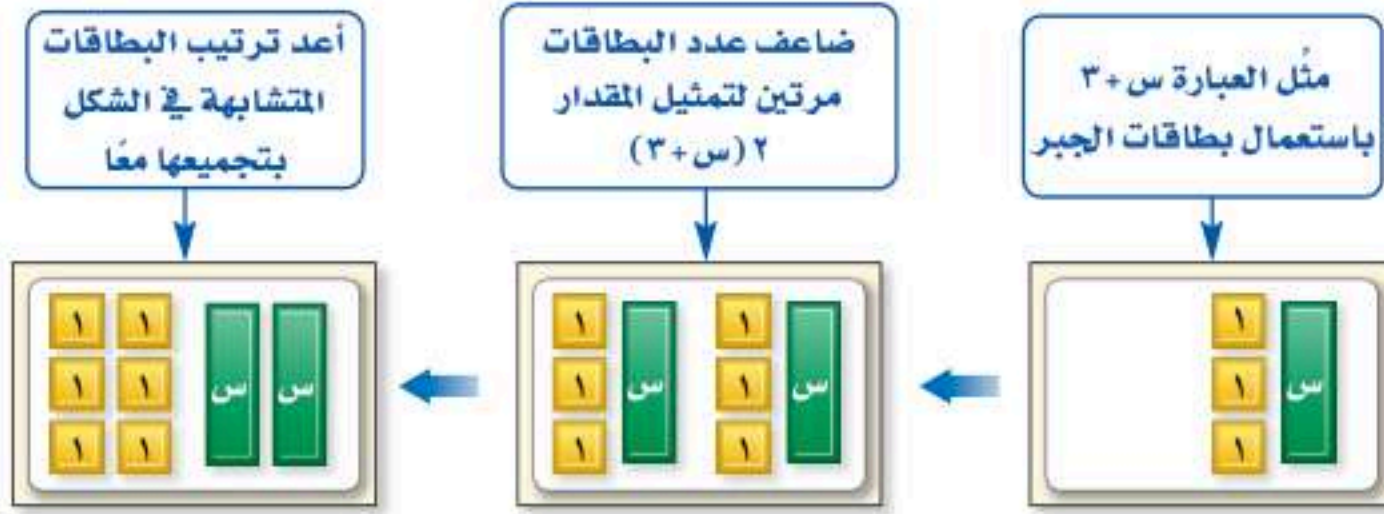 مثّل العبارة س+٣
باستعمال بطاقات الجبر
ضاعف عدد البطاقات
مرتين لتمثيل المقدار
٢(س+٣)
أعد ترتيب البطاقات
المتشابهة في الشكل
بتجميعها معًا
س ١
١
١
س ١ س ١
١ ١
١ ١
س س ١ ١
١ ١
١ ١